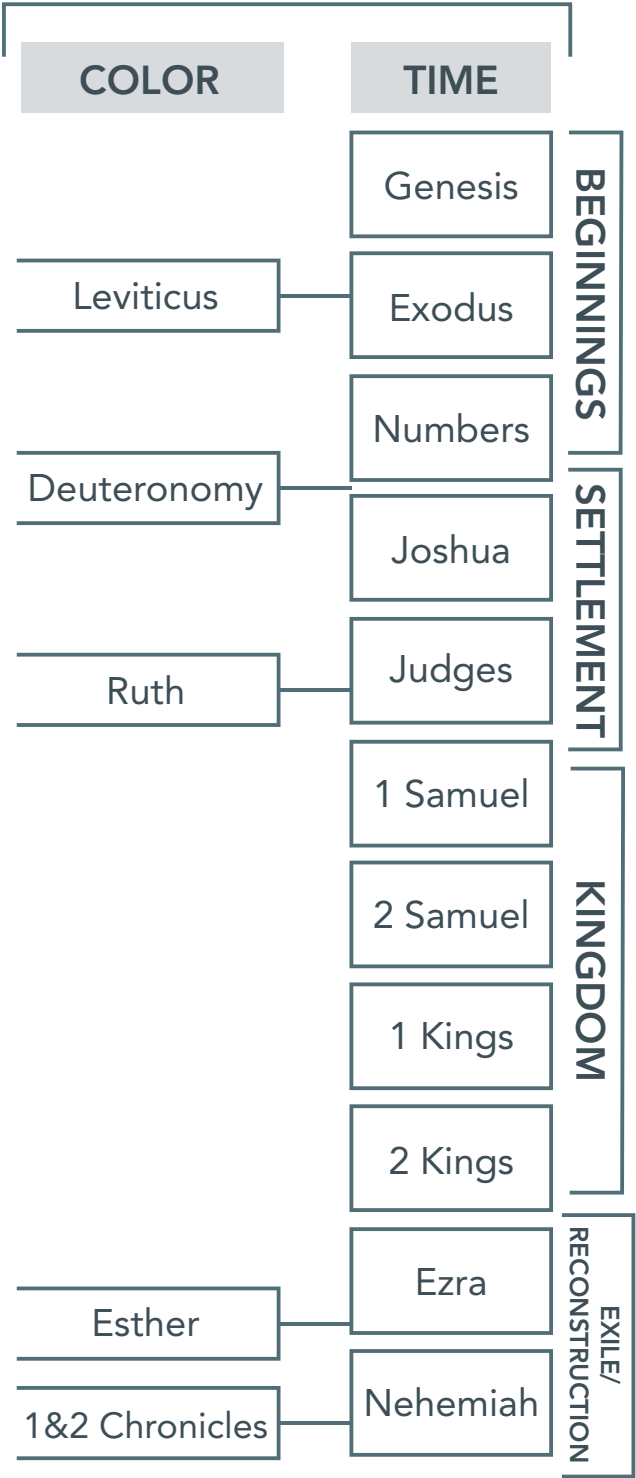 COLOR TIME
Genesis
BEGINNINGS
Leviticus
Exodus
Numbers
Deuteronomy
SETTLEMENT
Joshua
Ruth
Judges
1 Samuel
KINGDOM
2 Samuel
1 Kings
2 Kings
EXILE/
RECONSTRUCTION
Ezra
Esther
Nehemiah
1&2 Chronicles